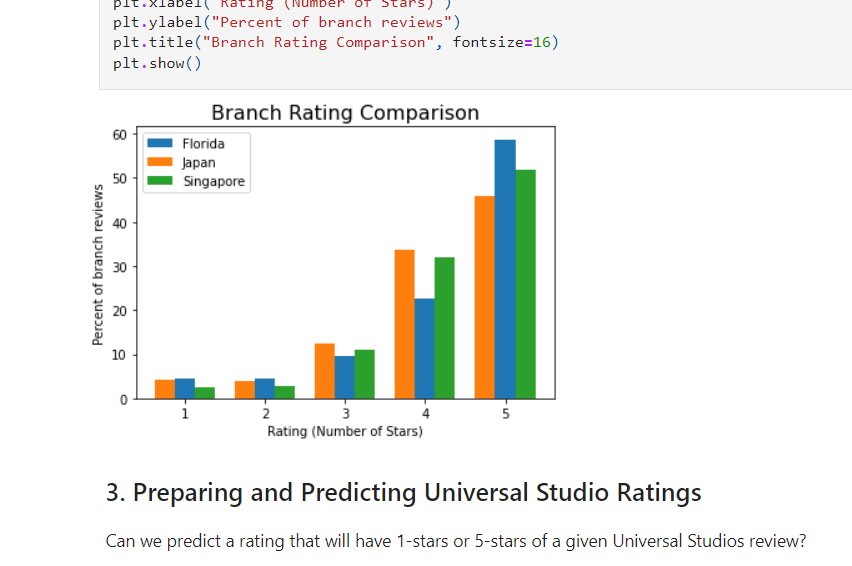 plt.xlabel("Rating (Number of Stars)")
plt.ylabel("Percent of branch reviews")
plt.title("Branch Rating Comparison", fontsize=16)
plt.show()
Branch Rating Comparison
Florida
Japan
Singapore
60
50
40
30
20
10
0
Percent of branch reviews
1 2 3 4 5
Rating (Number of Stars)
3. Preparing and Predicting Universal Studio Ratings
Can we predict a rating that will have 1-stars or 5-stars of a given Universal Studios review?